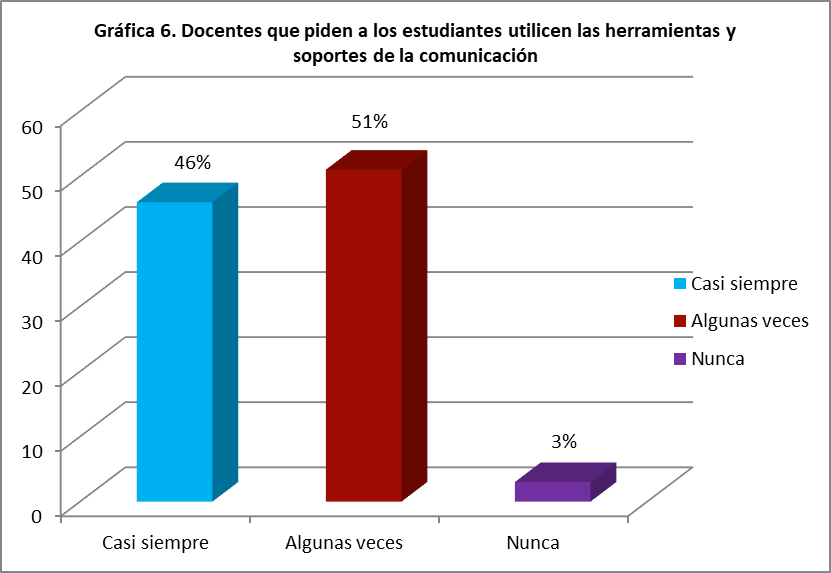 Gráfica 6. Docentes que piden a los estudiantes utilicen las herramientas y
soportes de la comunicación
60
50
40
30
20
10
0
46%
51%
3%
Casi siempre
Algunas veces
Nunca
Casi siempre
Algunas veces
Nunca